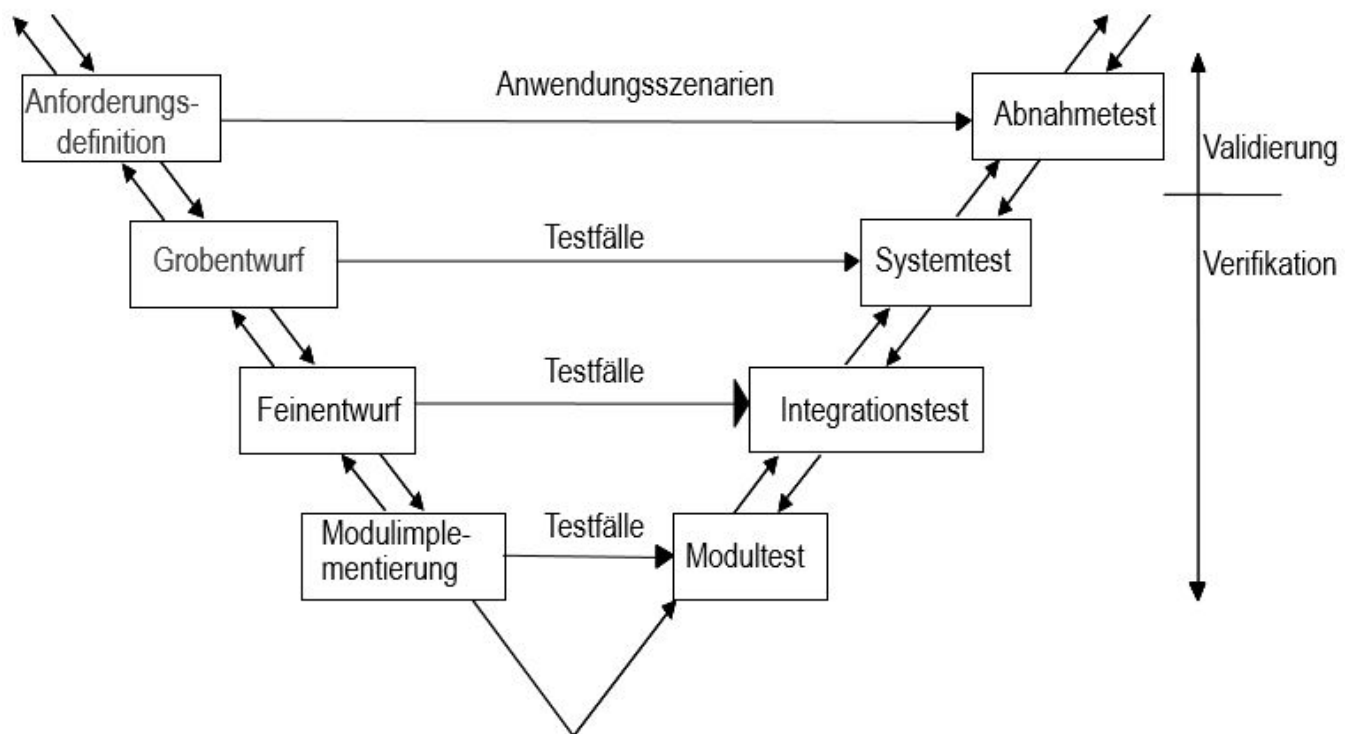 Anwendungsszenarien
Anforderungs-
definition
Abnahmetest
Validierung
Testfälle
Grobentwurf
Systemtest
Verifikation
Testfälle
Feinentwurf
Integrationstest
Testfälle
Modulimple-
mentierung
Modultest